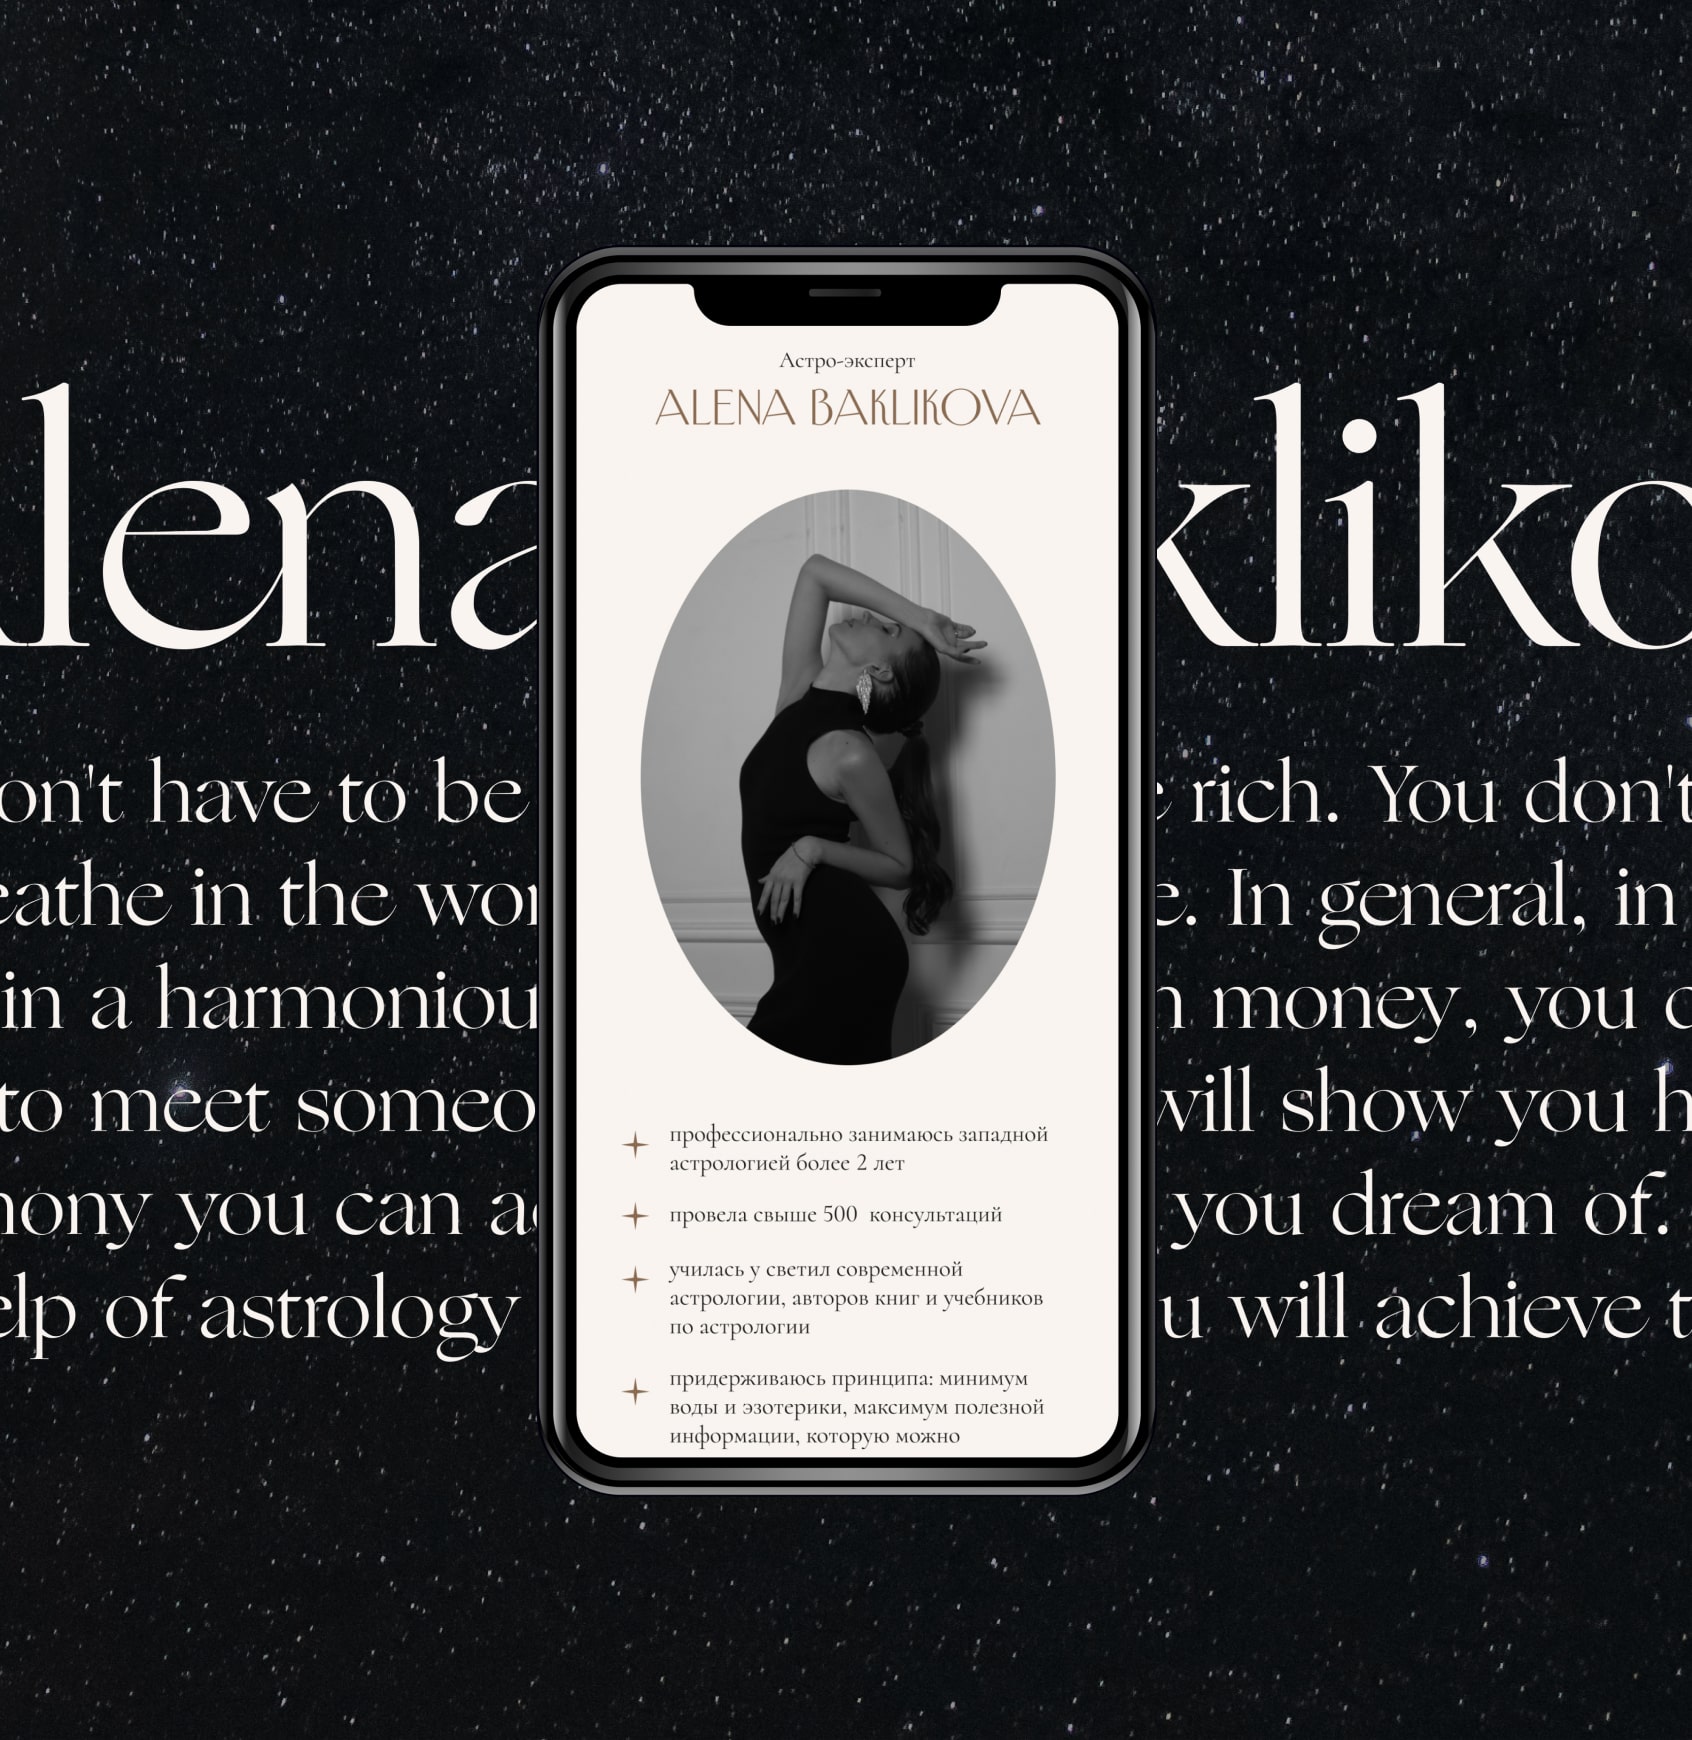 Астро-эксперт
ALENA BAKLIKOVA
профессионально занимаюсь западной
астрологией более 2 лет
провела свыше 500 консультаций
училась у светил современной
астрологии, авторов книг и учебников
по астрологии
придерживаюсь принципа: минимум
воды и эзотерики, максимум полезной
информации, которую можно
lena kliko
on't have to be rich. You don't
eathe in the wor e. In general, in
in a harmoniou money, you
to meet someo will show you h
ony you can a you dream of.
elp of astrology u will achieve t